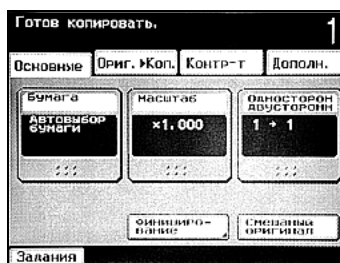 Готов копировать.
1
Основные
Ориг.▸Коп.
Контр-т
Дополн.
Бумага
Масштаб
Односторон
двусторонн
Автовыбор
бумаги
×1.000
1 → 1
Финиширо-
вание
Смешаный
оригинал
Задания